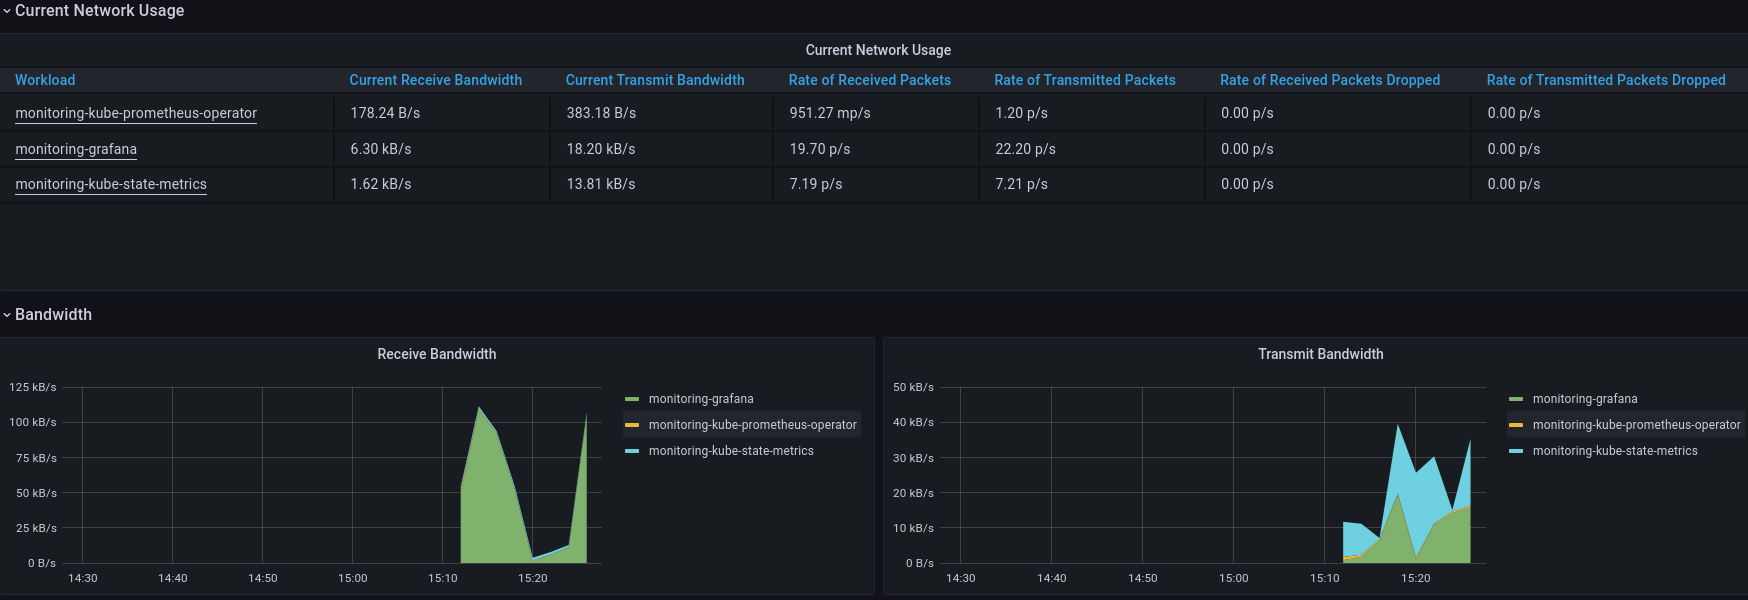 Current Network Usage
Current Network Usage
Workload Current Receive Bandwidth Current Transmit Bandwidth Rate of Received Packets Rate of Transmitted Packets Rate of Received Packets Dropped Rate of Transmitted Packets Dropped
monitoring-kube-prometheus-operator 178.24 B/s 383.18 B/s 951.27 mp/s 1.20 p/s 0.00 p/s 0.00 p/s
monitoring-grafana 6.30 kB/s 18.20 kB/s 19.70 p/s 22.20 p/s 0.00 p/s 0.00 p/s
monitoring-kube-state-metrics 1.62 kB/s 13.81 kB/s 7.19 p/s 7.21 p/s 0.00 p/s 0.00 p/s
Bandwidth
Receive Bandwidth
125 kB/s
100 kB/s
75 kB/s
50 kB/s
25 kB/s
0 B/s
14:30 14:40 14:50 15:00 15:10 15:20
monitoring-grafana
monitoring-kube-prometheus-operator
monitoring-kube-state-metrics
Transmit Bandwidth
50 kB/s
40 kB/s
30 kB/s
20 kB/s
10 kB/s
0 B/s
14:30 14:40 14:50 15:00 15:10 15:20
monitoring-grafana
monitoring-kube-prometheus-operator
monitoring-kube-state-metrics